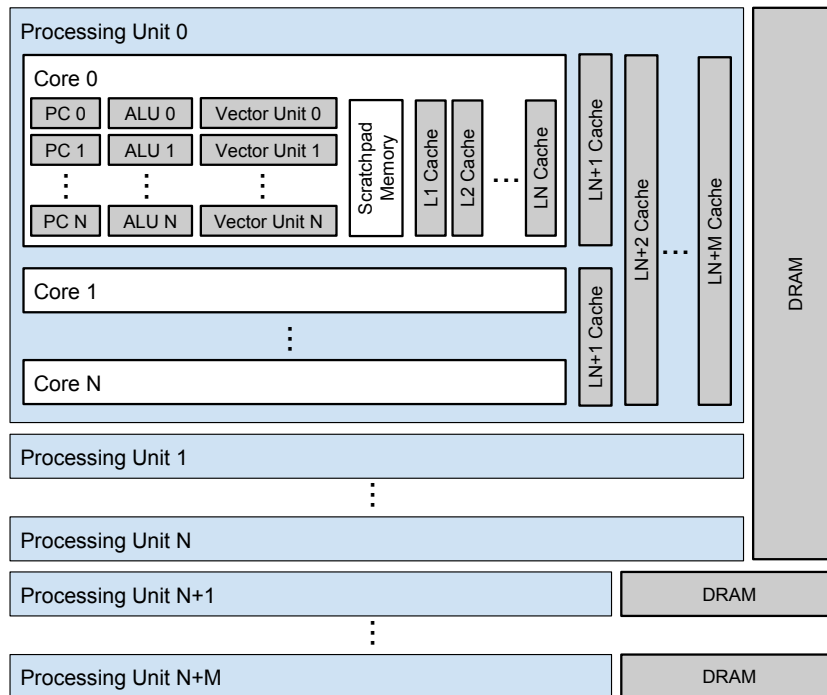 Processing Unit 0
Core 0
PC 0
ALU 0
Vector Unit 0
PC 1
ALU 1
Vector Unit 1
⋮
⋮
⋮
PC N
ALU N
Vector Unit N
Scratchpad
Memory
L1 Cache
L2 Cache
...
LN Cache
LN+1 Cache
LN+2 Cache
...
LN+M Cache
DRAM
Core 1
⋮
Core N
LN+1 Cache
Processing Unit 1
⋮
Processing Unit N
Processing Unit N+1
DRAM
⋮
Processing Unit N+M
DRAM